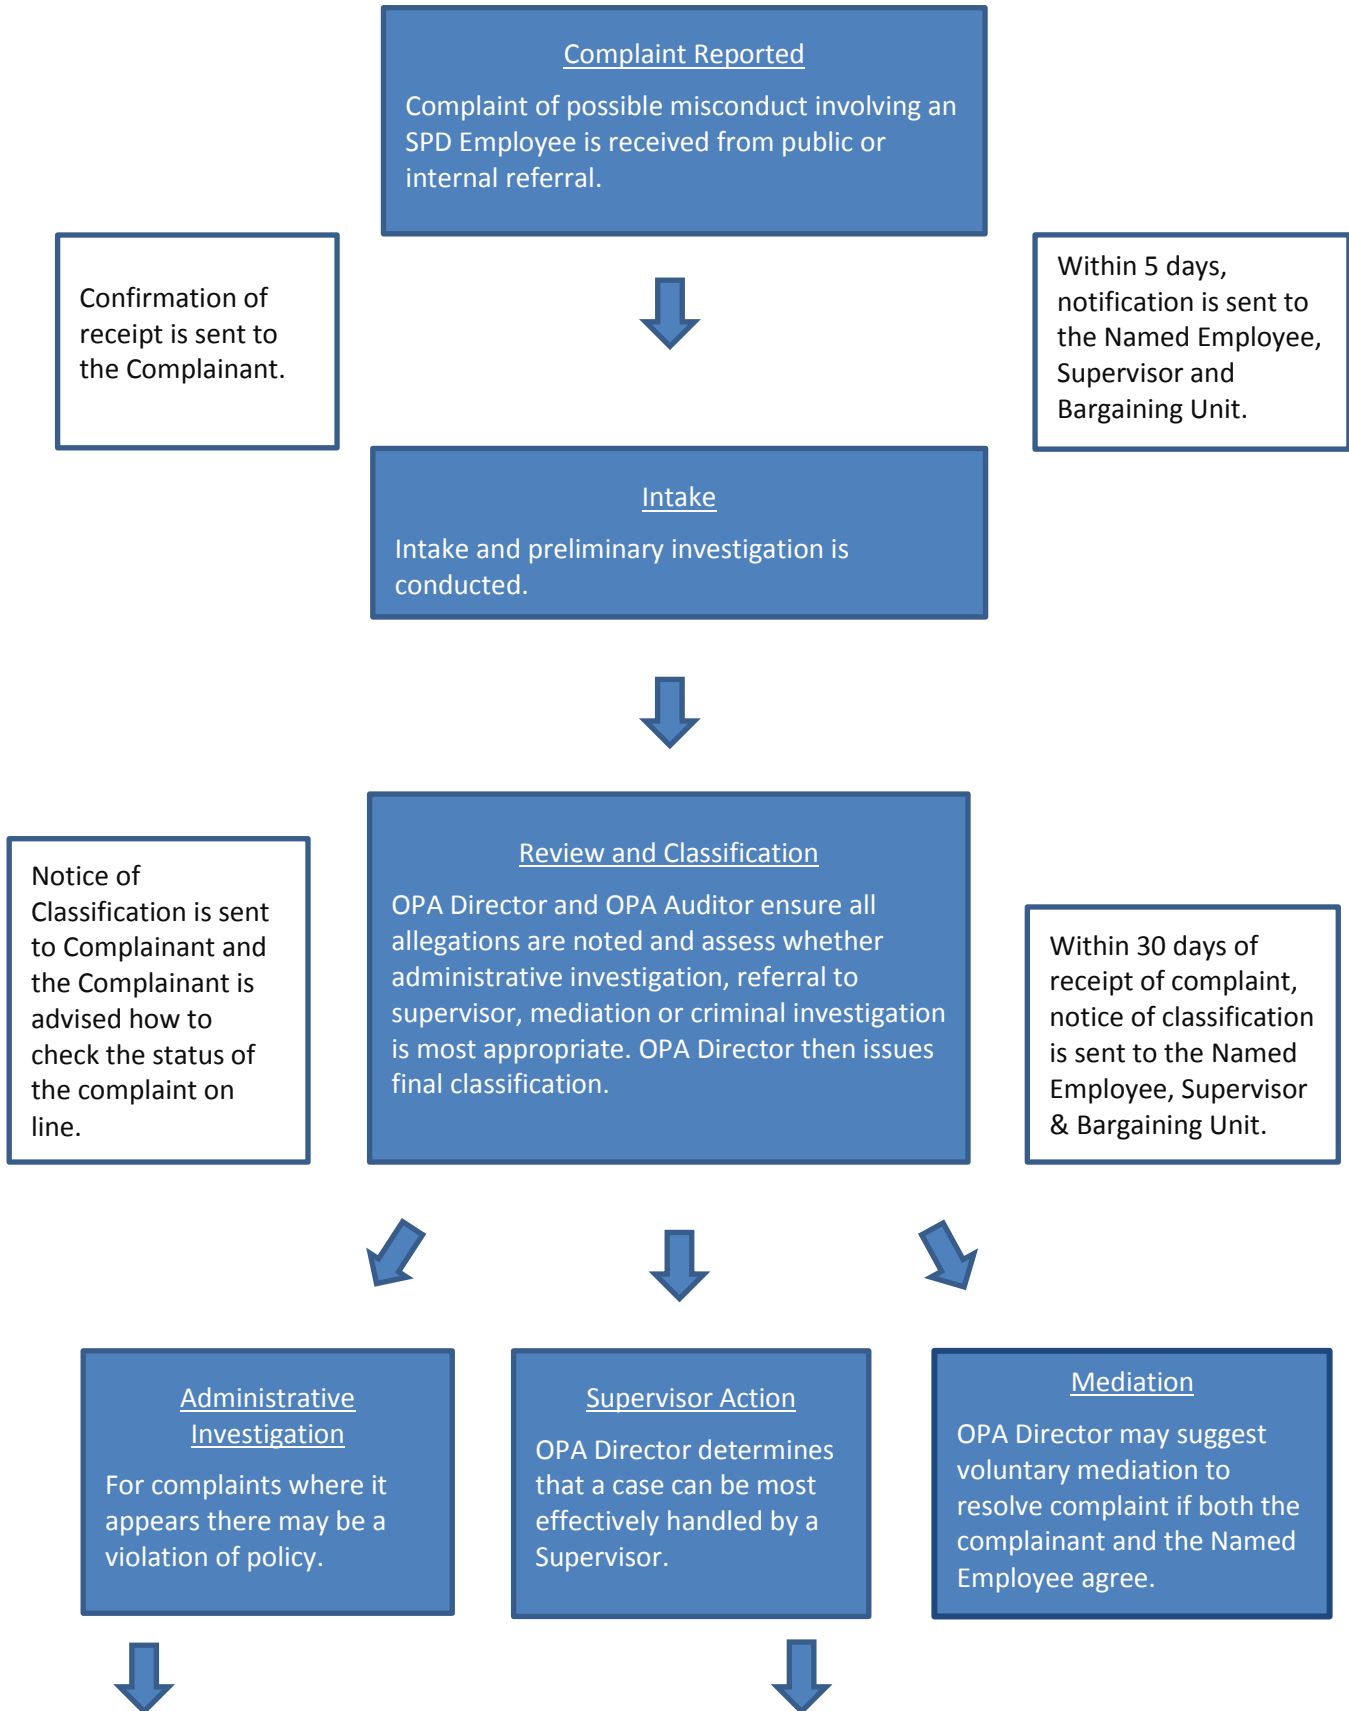 Complaint Reported
Complaint of possible misconduct involving an
SPD Employee is received from public or
internal referral.
Confirmation of
receipt is sent to
the Complainant.
Within 5 days,
notification is sent to
the Named Employee,
Supervisor and
Bargaining Unit.
Intake
Intake and preliminary investigation is
conducted.
Notice of
Classification is sent
to Complainant and
the Complainant is
advised how to
check the status of
the complaint on
line.
Review and Classification
OPA Director and OPA Auditor ensure all
allegations are noted and assess whether
administrative investigation, referral to
supervisor, mediation or criminal investigation
is most appropriate. OPA Director then issues
final classification.
Within 30 days of
receipt of complaint,
notice of classification
is sent to the Named
Employee, Supervisor
& Bargaining Unit.
Administrative
Investigation
For complaints where it
appears there may be a
violation of policy.
Supervisor Action
OPA Director determines
that a case can be most
effectively handled by a
Supervisor.
Mediation
OPA Director may suggest
voluntary mediation to
resolve complaint if both the
complainant and the Named
Employee agree.